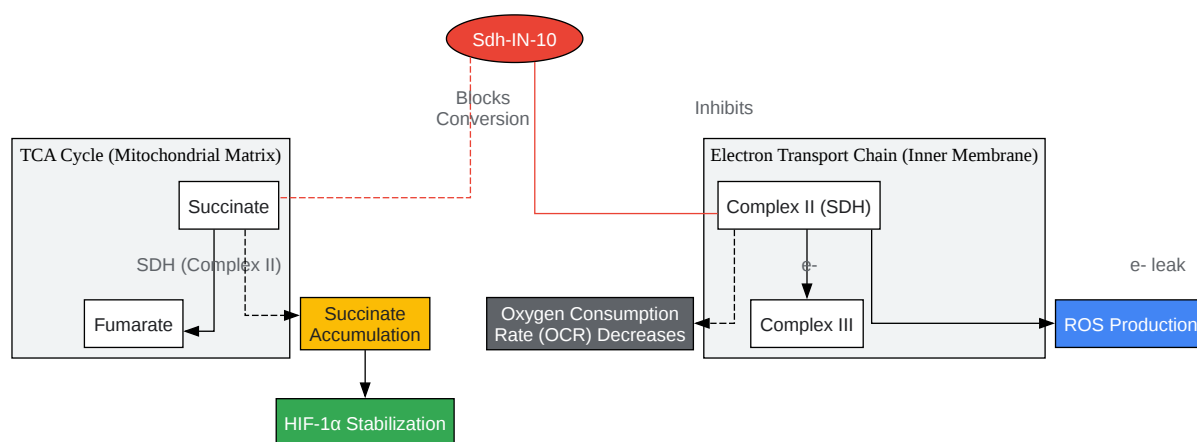 Sdh-IN-10
Blocks
Conversion
Inhibits
TCA Cycle (Mitochondrial Matrix)
Succinate
SDH (Complex II)
Fumarate
Succinate
Accumulation
HIF-1α Stabilization
Electron Transport Chain (Inner Membrane)
Complex II (SDH)
e-
e- leak
Oxygen Consumption
Rate (OCR) Decreases
Complex III
ROS Production